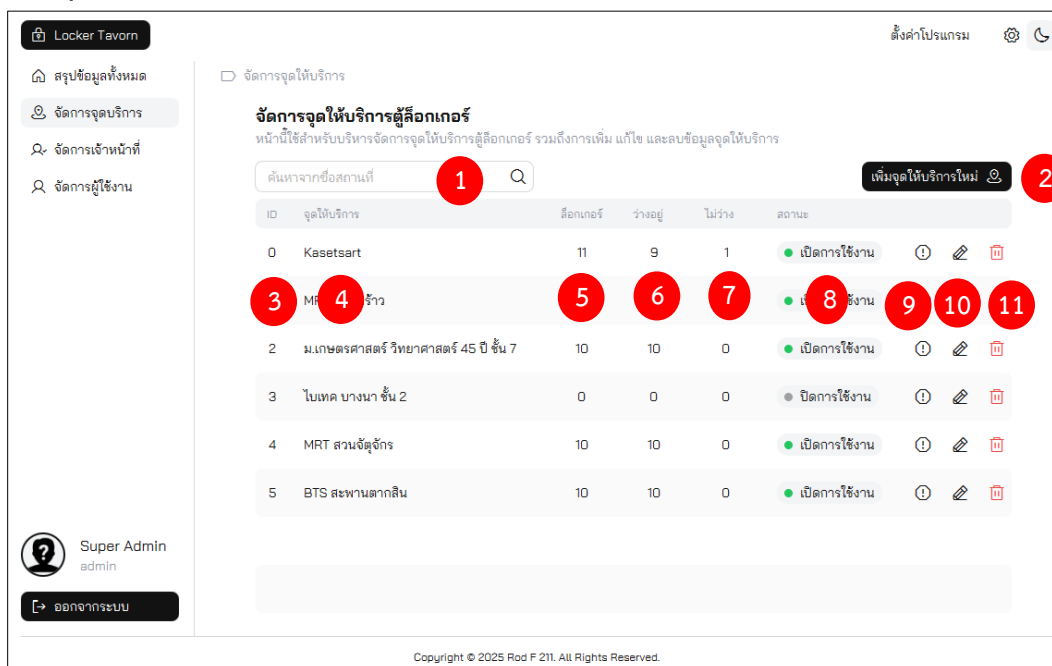 Locker Tavorn
ตั้งค่าโปรแกรม
สรุปข้อมูลทั้งหมด
จัดการจุดบริการ
จัดการเจ้าหน้าที่
จัดการผู้ใช้งาน
จัดการจุดให้บริการ
จัดการจุดให้บริการตู้ล็อกเกอร์
หน้านี้ใช้สำหรับบริหารจัดการจุดให้บริการตู้ล็อกเกอร์ รวมถึงการเพิ่ม แก้ไข และลบข้อมูลจุดให้บริการ
ค้นหาจากชื่อสถานที่ 1 เพิ่มจุดให้บริการใหม่ 2
ID จุดให้บริการ ล็อกเกอร์ ว่างอยู่ ไม่ว่าง สถานะ
0 Kasetsart 11 9 1 เปิดการใช้งาน
3 4 5 6 7 8 9 10 11
2 ม.เกษตรศาสตร์ วิทยาศาสตร์ 45 ปี ชั้น 7 10 10 0 เปิดการใช้งาน
3 ไบเทค บางนา ชั้น 2 0 0 0 ปิดการใช้งาน
4 MRT สวนจัตุจักร 10 10 0 เปิดการใช้งาน
5 BTS สะพานตากสิน 10 10 0 เปิดการใช้งาน
Super Admin
admin
ออกจากระบบ
Copyright © 2025 Rod F 211. All Rights Reserved.